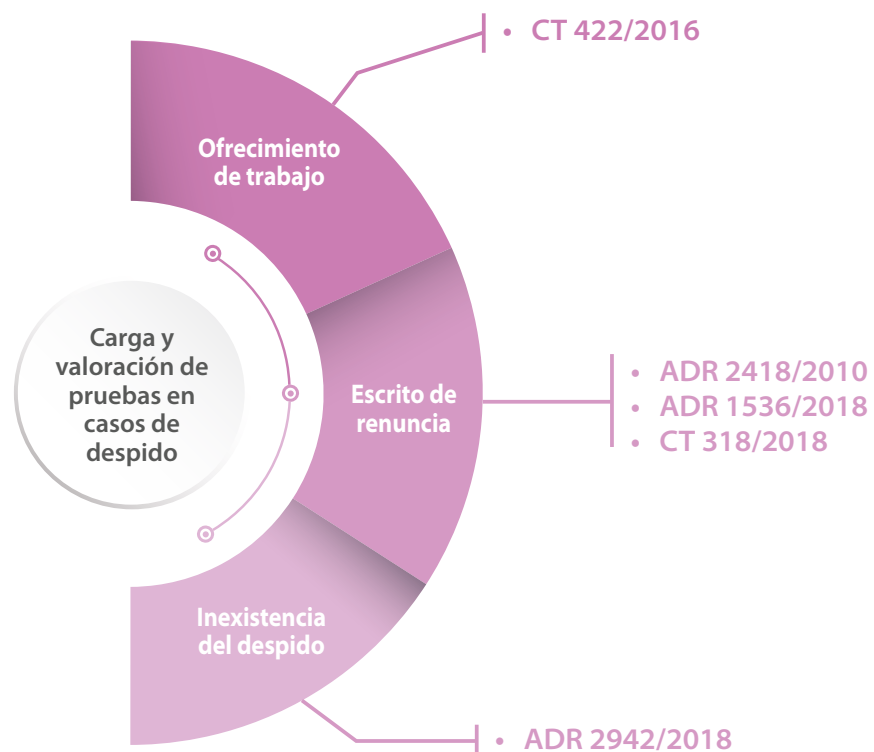 • CT 422/2016
Ofrecimiento
de trabajo
Carga y
valoración de
pruebas en
casos de
despido
Escrito de
renuncia
• ADR 2418/2010
• ADR 1536/2018
• CT 318/2018
Inexistencia
del despido
• ADR 2942/2018